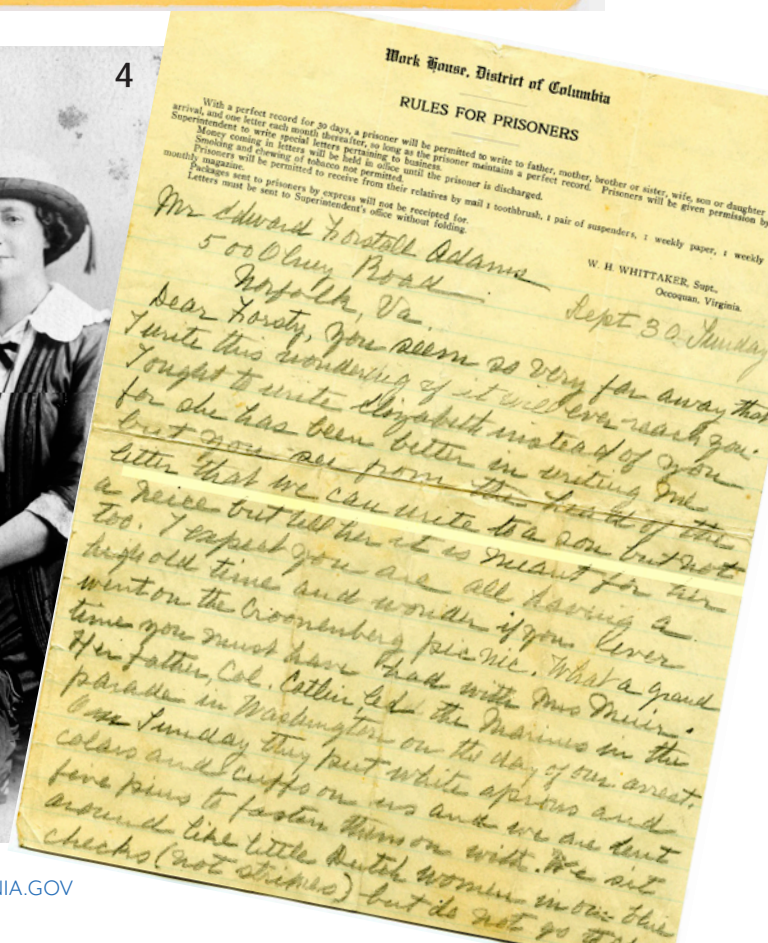 4
Work House, District of Columbia
RULES FOR PRISONERS
With a perfect record for 30 days, a prisoner will be permitted to write to father, mother, brother or sister, wife, son or daughter
arrival, and one letter each month thereafter, so long as the prisoner maintains a perfect record. Prisoners will be given permission by
Superintendent to write special letters pertaining to business.
Money coming in letters will be held in office until the prisoner is discharged.
Smoking and chewing of tobacco not permitted.
Prisoners will be permitted to receive from their relatives by mail 1 toothbrush, 1 pair of suspenders, 1 weekly paper, 1 weekly
monthly magazine.
Packages sent to prisoners by express will not be receipted for.
Letters must be sent to Superintendent's office without folding.
W. H. WHITTAKER, Supt.,
Occoquan, Virginia.
Mr Edward Forstall Adams
500 Olney Road
Norfolk, Va.
Sept 30 Sunday
Dear Forsty, you seem so very far away that
I write this wondering if it will ever reach you.
I ought to write Elizabeth instead of you
for she has been better in writing me
but you see from the head of the
letter that we can write to a son but not
a neice but tell her it is meant for her
too. I expect you are all having a
high old time and wonder if you ever
went on the Croonenberg pic nic. What a grand
time you must have had with Mrs Muir.
Her father, Col. Catlin, led the Marines in the
parade in Washington on the day of our arrest.
On Sunday they put white aprons and
colars and cuffs on us and we are lent
five pins to fasten them on with. We sit
around like little Dutch women in our blue
checks (not stripes) but do not go to
NIA.GOV